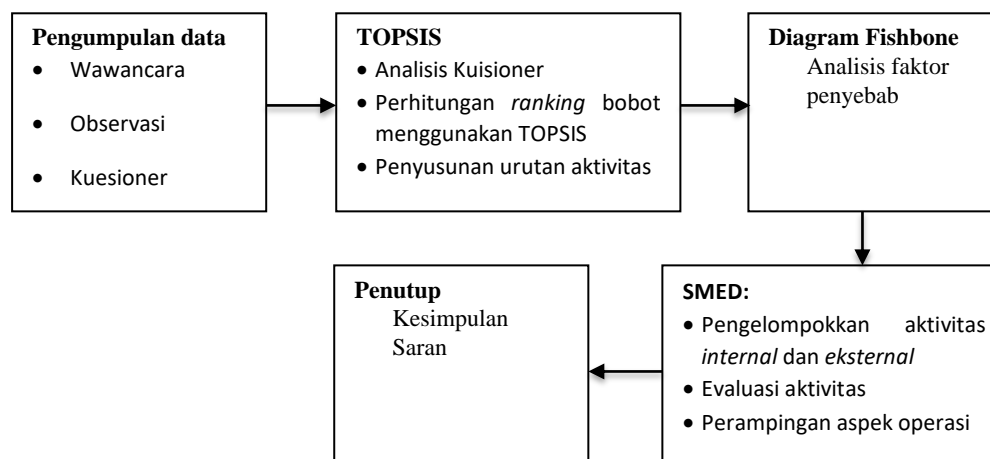 Pengumpulan data
• Wawancara
• Observasi
• Kuesioner
TOPSIS
• Analisis Kuisioner
• Perhitungan ranking bobot
menggunakan TOPSIS
• Penyusunan urutan aktivitas
Diagram Fishbone
Analisis faktor
penyebab
SMED:
• Pengelompokkan aktivitas
internal dan eksternal
• Evaluasi aktivitas
• Perampingan aspek operasi
Penutup
Kesimpulan
Saran